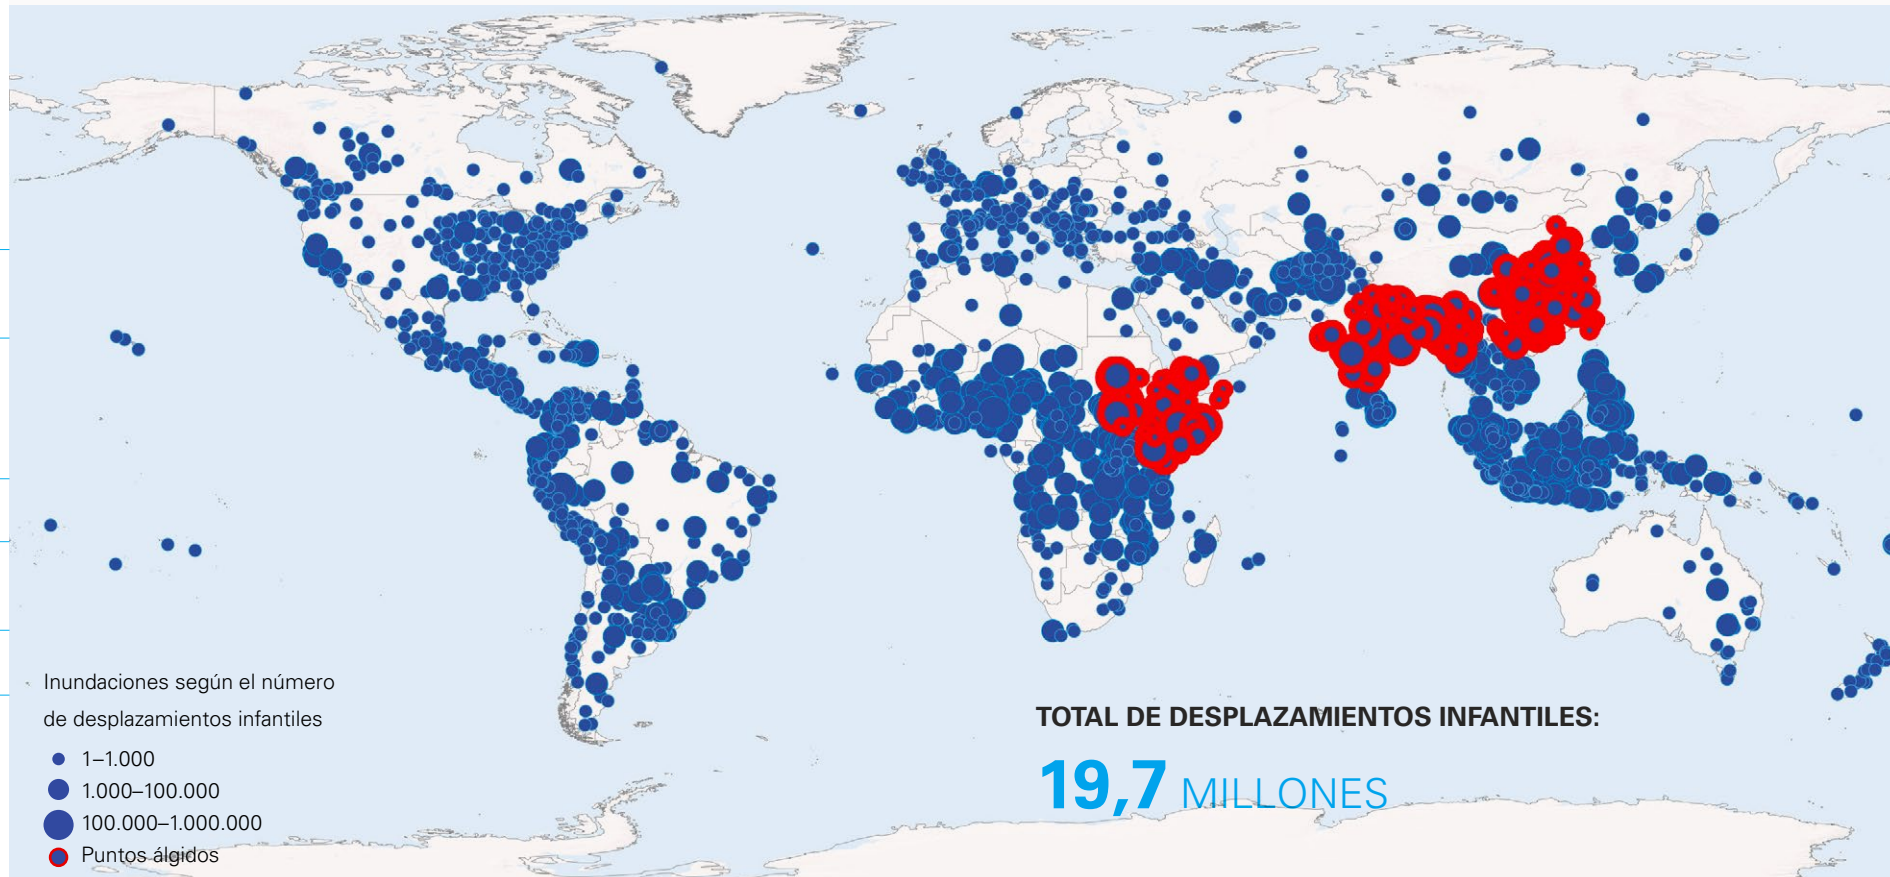 Inundaciones según el número
de desplazamientos infantiles
1–1.000
1.000–100.000
100.000–1.000.000
Puntos álgidos
TOTAL DE DESPLAZAMIENTOS INFANTILES:
19,7 MILLONES